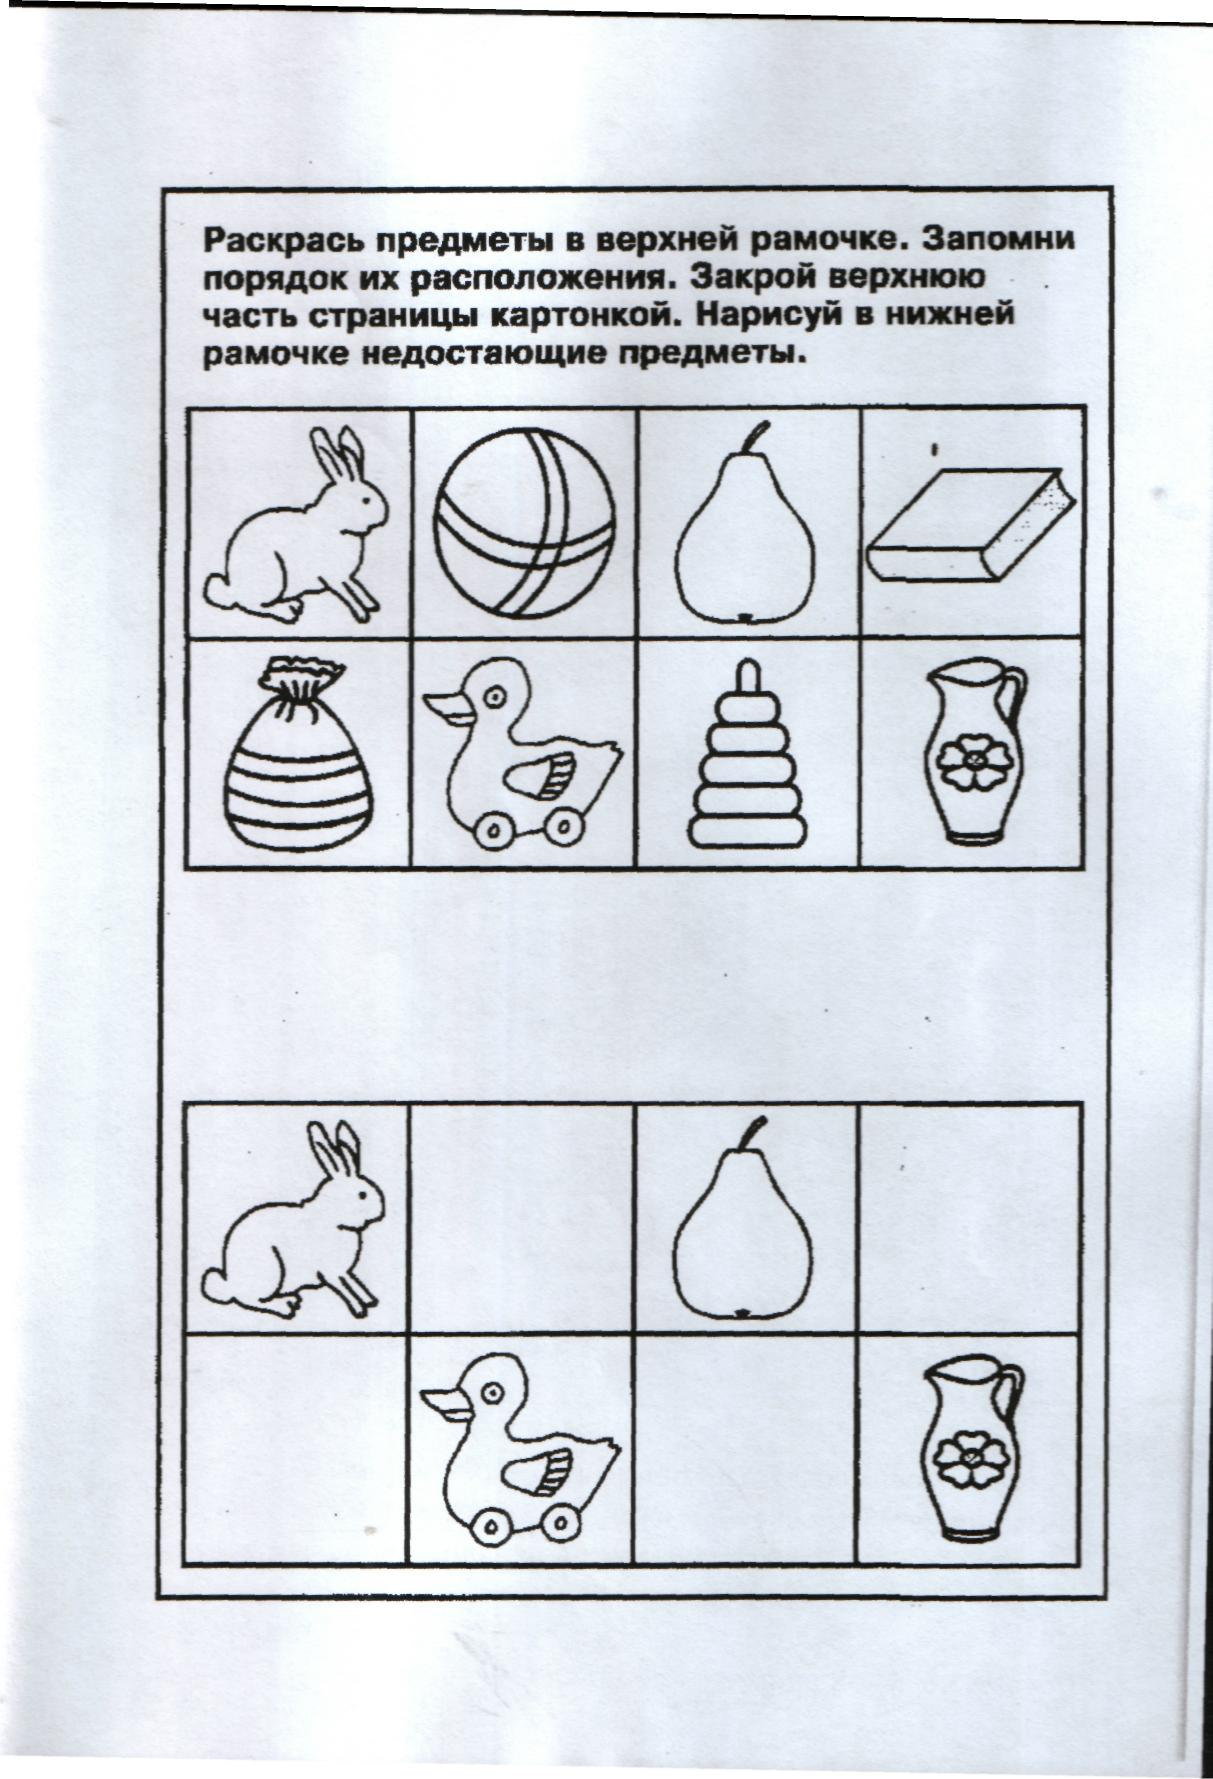 Раскрась предметы в верхней рамочке. Запомни
порядок их расположения. Закрой верхнюю
часть страницы картонкой. Нарисуй в нижней
рамочке недостающие предметы.